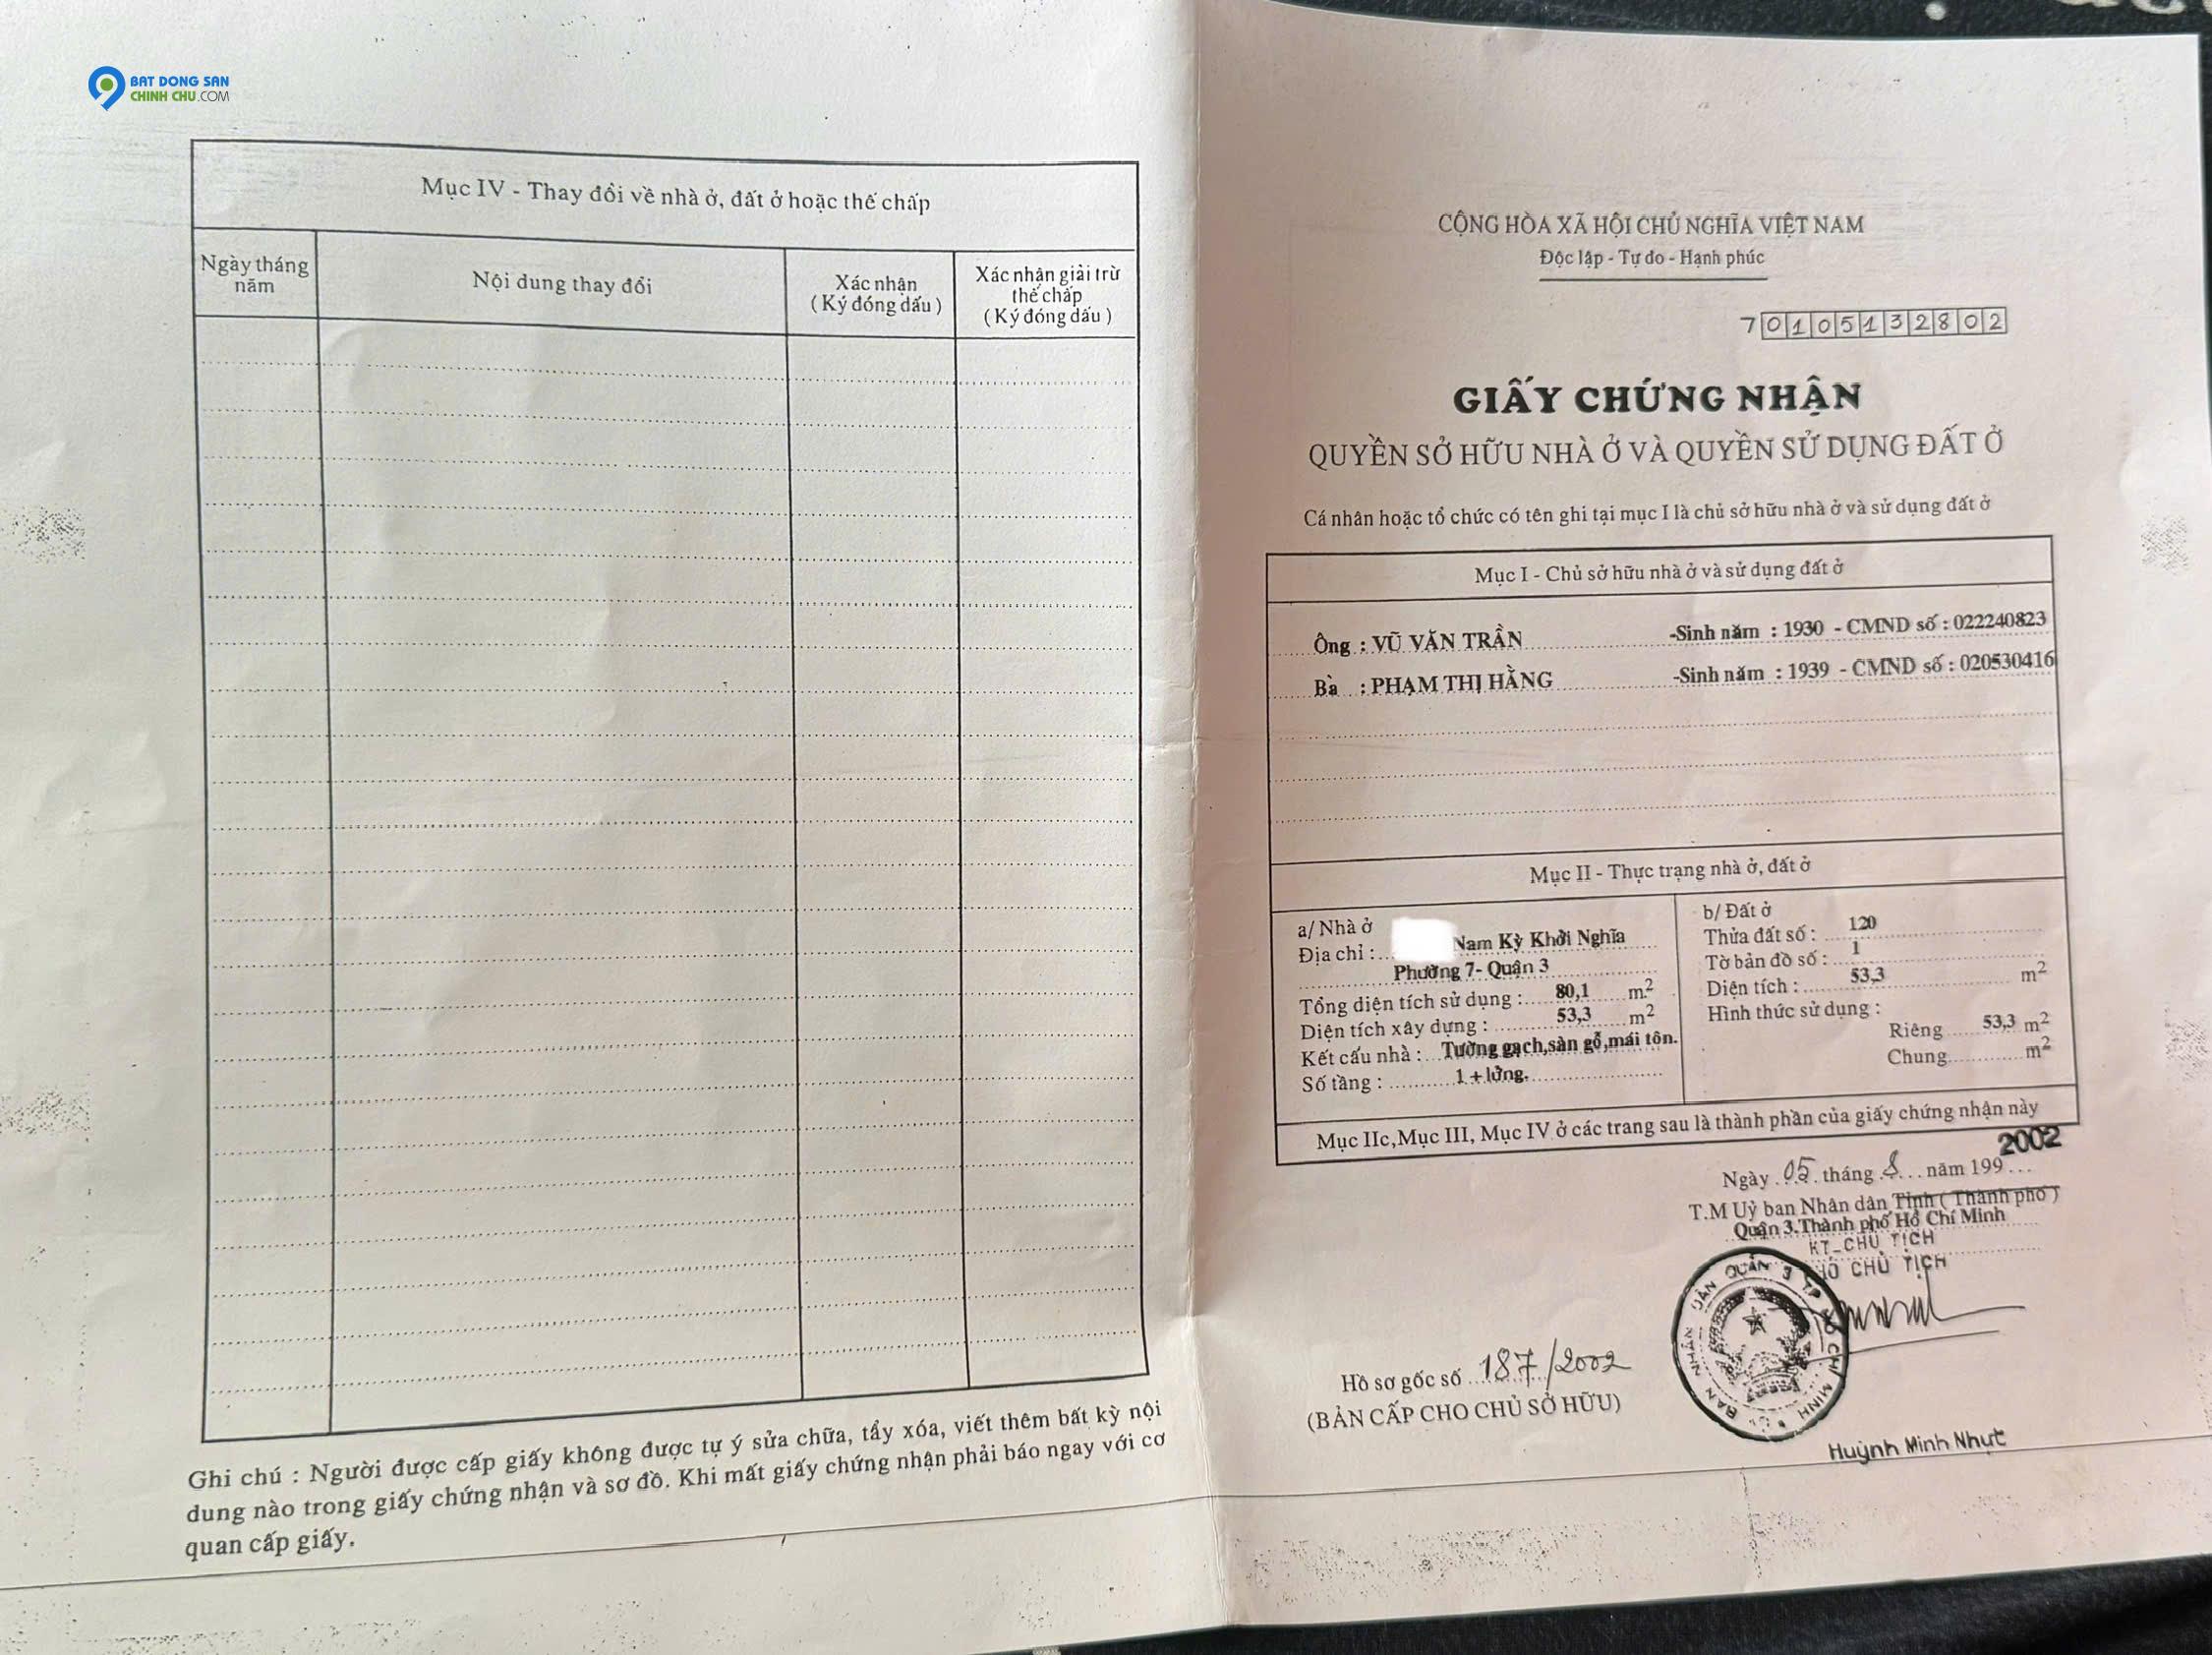 BAT DONG SAN
CHINH CHU.COM
Mục IV - Thay đổi về nhà ở, đất ở hoặc thế chấp
Ngày tháng năm
Nội dung thay đổi
Xác nhận
( Ký đóng dấu )
Xác nhận giải trừ thế chấp
( Ký đóng dấu )
Ghi chú : Người được cấp giấy không được tự ý sửa chữa, tẩy xóa, viết thêm bất kỳ nội
dung nào trong giấy chứng nhận và sơ đồ. Khi mất giấy chứng nhận phải báo ngay với cơ
quan cấp giấy.
CỘNG HÒA XÃ HỘI CHỦ NGHĨA VIỆT NAM
Độc lập - Tự do - Hạnh phúc
70105132802
GIẤY CHỨNG NHẬN
QUYỀN SỞ HỮU NHÀ Ở VÀ QUYỀN SỬ DỤNG ĐẤT Ở
Cá nhân hoặc tổ chức có tên ghi tại mục I là chủ sở hữu nhà ở và sử dụng đất ở
Mục I - Chủ sở hữu nhà ở và sử dụng đất ở
Ông : VŨ VĂN TRẦN -Sinh năm : 1930 - CMND số : 022240823
Bà : PHẠM THỊ HẰNG -Sinh năm : 1939 - CMND số : 020530416
Mục II - Thực trạng nhà ở, đất ở
a/ Nhà ở
Địa chỉ : Nam Kỳ Khởi Nghĩa
Phường 7- Quận 3
Tổng diện tích sử dụng : 80,1 m2
Diện tích xây dựng : 53,3 m2
Kết cấu nhà : Tường gạch,sàn gỗ,mái tôn.
Số tầng : 1 + lửng.
b/ Đất ở
Thửa đất số : 120
Tờ bản đồ số : 1
Diện tích : 53,3 m2
Hình thức sử dụng :
Riêng 53,3 m2
Chung m2
Mục IIc,Mục III, Mục IV ở các trang sau là thành phần của giấy chứng nhận này
2002
Ngày 05 tháng 8 năm 199
T.M Uỷ ban Nhân dân Tỉnh ( Thành phố )
Quận 3.Thành phố Hồ Chí Minh
KT_CHỦ TỊCH
PHÓ CHỦ TỊCH
ỦY BAN NHÂN DÂN QUẬN 3 T.P HỒ CHÍ MINH
Hồ sơ gốc số 187/2002
(BẢN CẤP CHO CHỦ SỞ HỮU)
Huỳnh Minh Nhựt